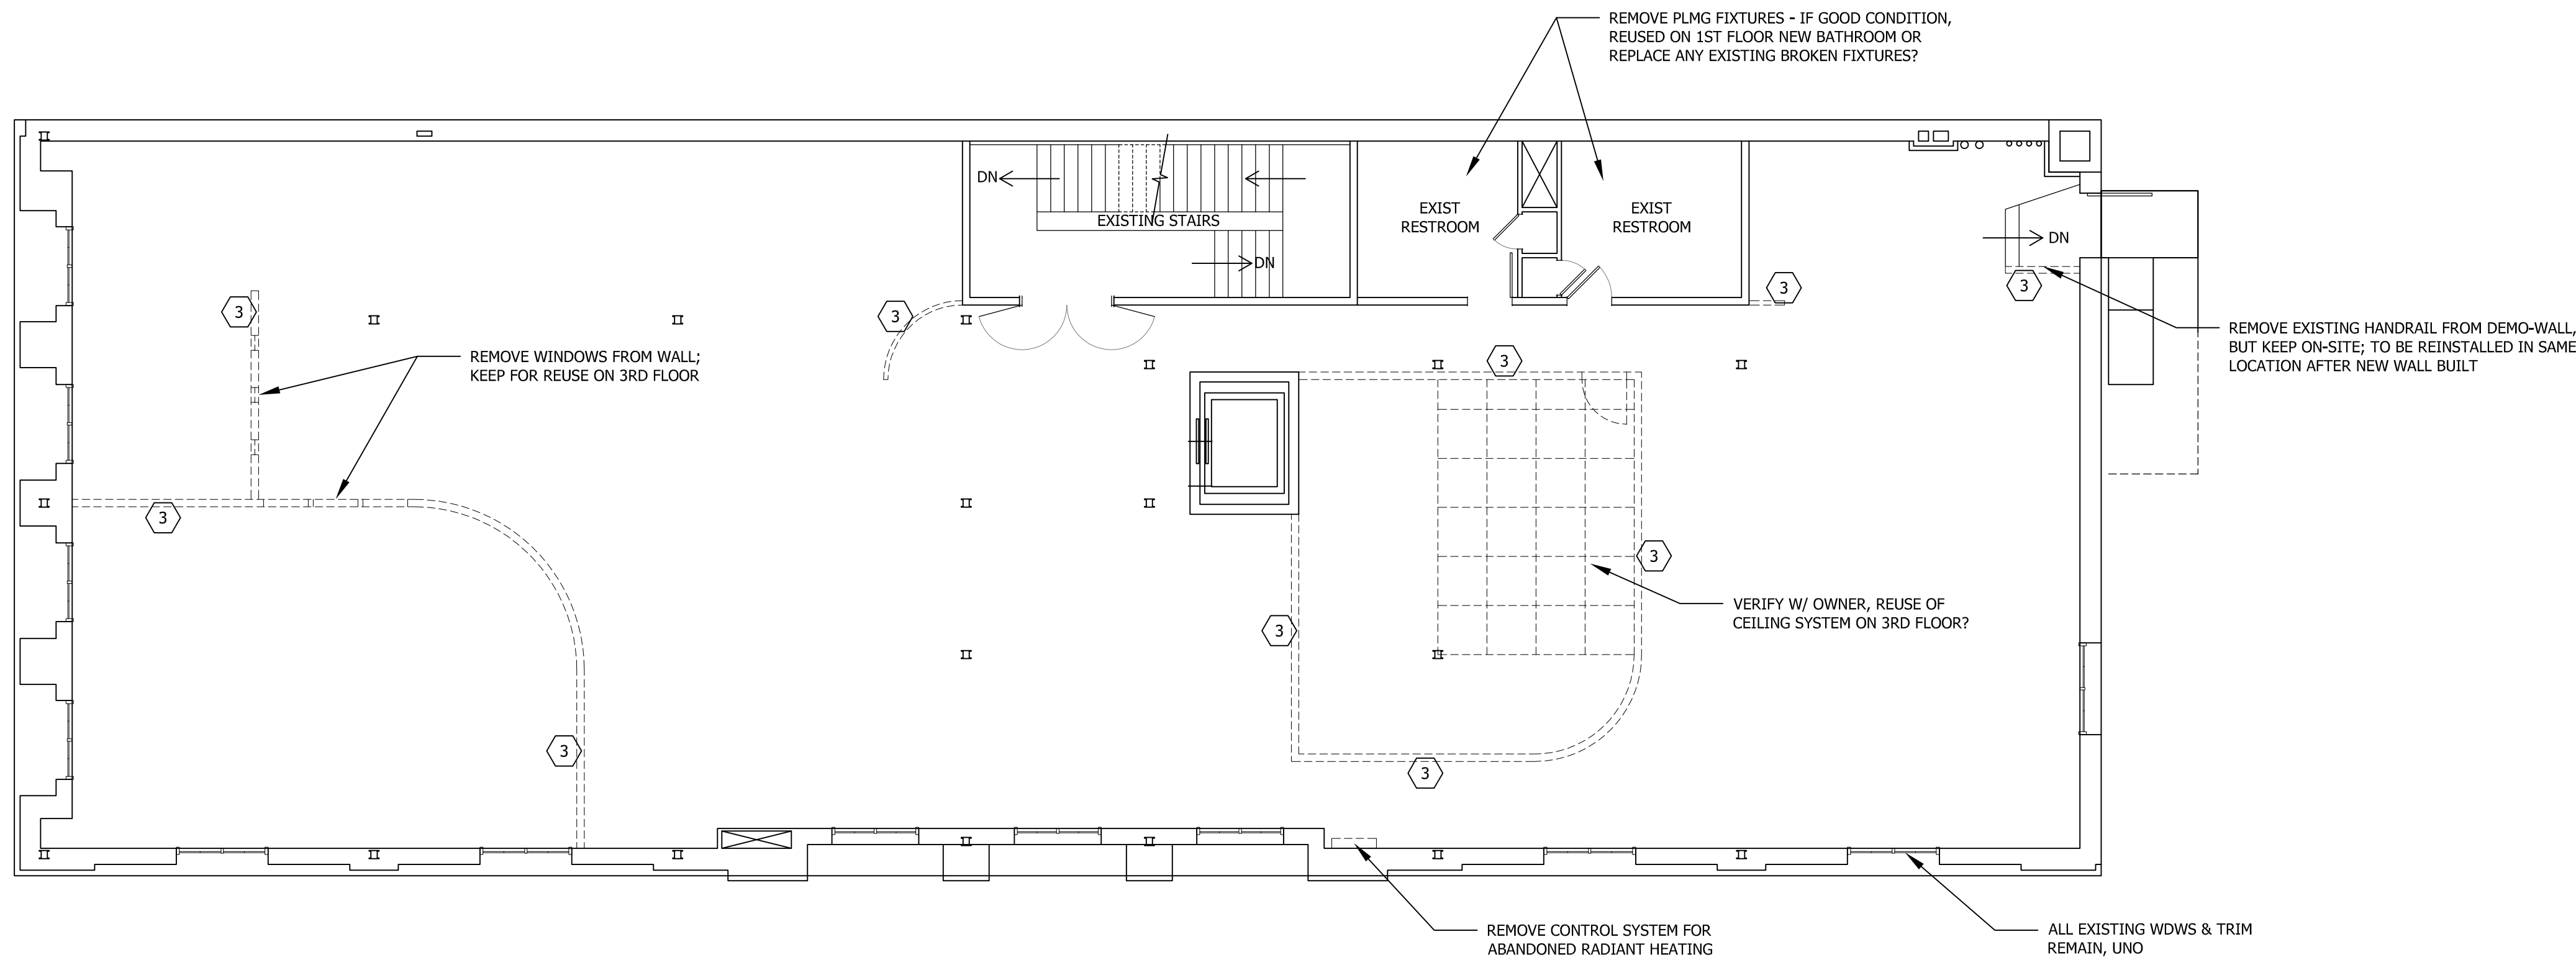 REMOVE PLMG FIXTURES - IF GOOD CONDITION,
REUSED ON 1ST FLOOR NEW BATHROOM OR
REPLACE ANY EXISTING BROKEN FIXTURES?
DN
EXISTING STAIRS
DN
EXIST
RESTROOM
EXIST
RESTROOM
DN
3
3
3
3
3
REMOVE EXISTING HANDRAIL FROM DEMO-WALL,
BUT KEEP ON-SITE; TO BE REINSTALLED IN SAME
LOCATION AFTER NEW WALL BUILT
REMOVE WINDOWS FROM WALL;
KEEP FOR REUSE ON 3RD FLOOR
3
3
3
VERIFY W/ OWNER, REUSE OF
CEILING SYSTEM ON 3RD FLOOR?
3
3
REMOVE CONTROL SYSTEM FOR
ABANDONED RADIANT HEATING
ALL EXISTING WDWS & TRIM
REMAIN, UNO